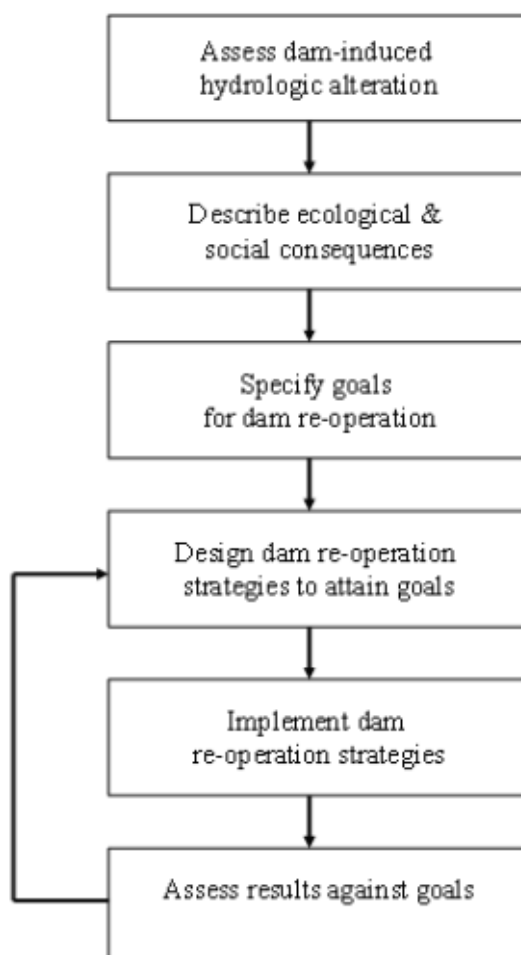 Assess dam-induced
hydrologic alteration
Describe ecological &
social consequences
Specify goals
for dam re-operation
Design dam re-operation
strategies to attain goals
Implement dam
re-operation strategies
Assess results against goals